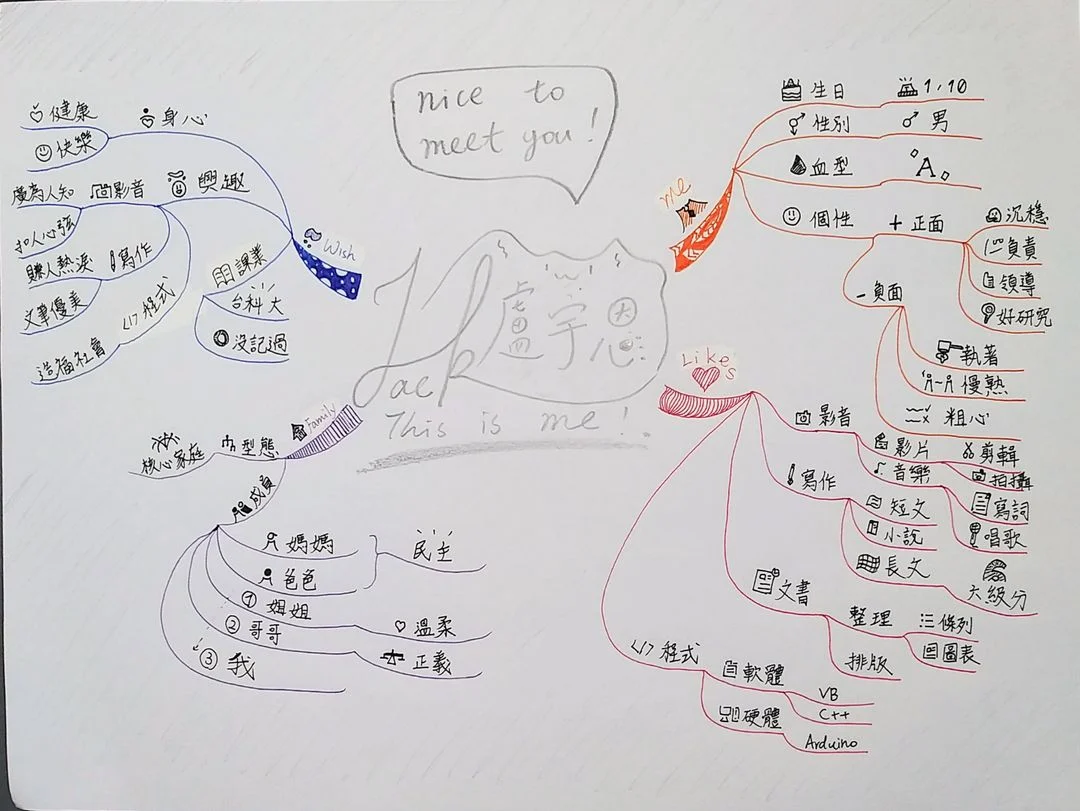 nice to
meet you!
Jack
盧宇恩
This is me!
me
生日
1,10
性別
男
血型
A。
個性
+正面
沉穩
負責
領導
好研究
-負面
執著
慢熟
粗心
Likes
影音
影片
剪輯
拍攝
音樂
寫詞
唱歌
寫作
短文
小說
長文
六級分
文書
整理
條列
圖表
排版
</>程式
軟體
VB
C++
硬體
Arduino
Family
型態
核心家庭
成員
媽媽
爸爸
民主
① 姐姐
溫柔
② 哥哥
正義
③ 我
Wish
身心
健康
快樂
興趣
影音
廣為人知
扣人心弦
寫作
賺人熱淚
文筆優美
</>程式
造福社會
課業
台科大
沒記過